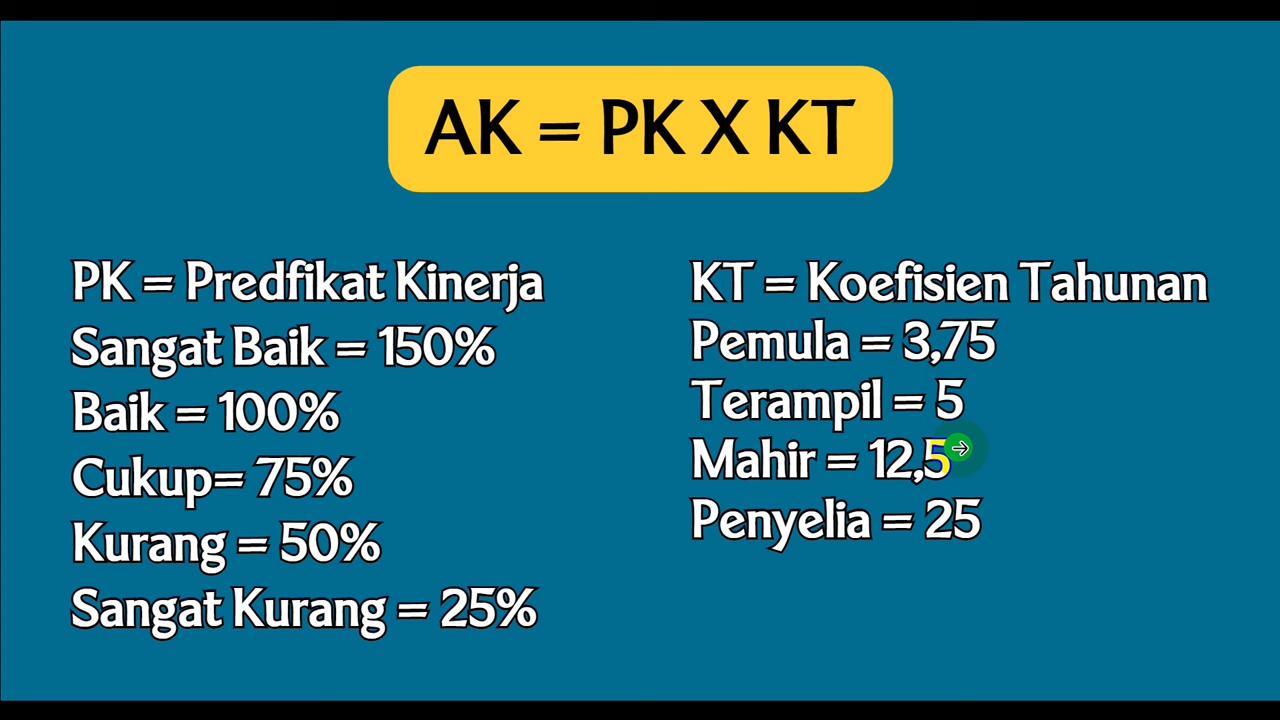 AK = PK X KT
PK = Predfikat Kinerja
Sangat Baik = 150%
Baik = 100%
Cukup= 75%
Kurang = 50%
Sangat Kurang = 25%
KT = Koefisien Tahunan
Pemula = 3,75
Terampil = 5
Mahir = 12,5
Penyelia = 25